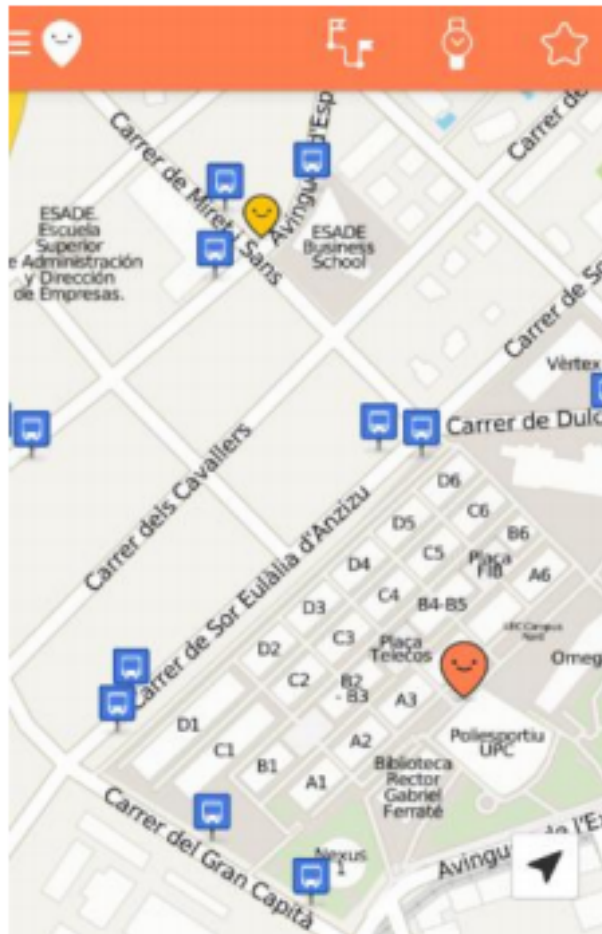 Carrer de Miret i Sans
Avingu
d'Esp
Carrer de
ESADE.
Escuela
Superior
e Administración
y Dirección
de Empresas.
ESADE
Business
School
Carrer de So
Vèrtex
Carrer de Dulc
Carrer dels Cavallers
Carrer de Sor Eulàlia d'Anzizu
D6
C6
B6
D5
C5
Plaça
FIB
A6
D4
C4
B4-B5
D3
C3
Plaça
Telecos
Omeg
D2
C2
B2
- B3
A3
D1
C1
B1
A2
A1
Poliesportiu
UPC
Biblioteca
Rector
Gabriel
Ferraté
Carrer del Gran Capità
Nexus
1
Avingu
de l'E